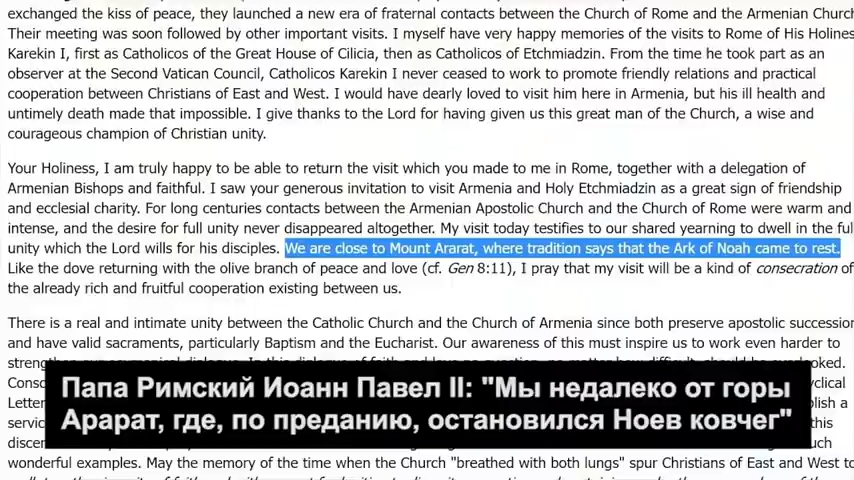 exchanged the kiss of peace, they launched a new era of fraternal contacts between the Church of Rome and the Armenian Church
Their meeting was soon followed by other important visits. I myself have very happy memories of the visits to Rome of His Holines
Karekin I, first as Catholicos of the Great House of Cilicia, then as Catholicos of Etchmiadzin. From the time he took part as an
observer at the Second Vatican Council, Catholicos Karekin I never ceased to work to promote friendly relations and practical
cooperation between Christians of East and West. I would have dearly loved to visit him here in Armenia, but his ill health and
untimely death made that impossible. I give thanks to the Lord for having given us this great man of the Church, a wise and
courageous champion of Christian unity.
Your Holiness, I am truly happy to be able to return the visit which you made to me in Rome, together with a delegation of
Armenian Bishops and faithful. I saw your generous invitation to visit Armenia and Holy Etchmiadzin as a great sign of friendship
and ecclesial charity. For long centuries contacts between the Armenian Apostolic Church and the Church of Rome were warm and
intense, and the desire for full unity never disappeared altogether. My visit today testifies to our shared yearning to dwell in the ful
unity which the Lord wills for his disciples. We are close to Mount Ararat, where tradition says that the Ark of Noah came to rest.
Like the dove returning with the olive branch of peace and love (cf. Gen 8:11), I pray that my visit will be a kind of consecration of
the already rich and fruitful cooperation existing between us.
There is a real and intimate unity between the Catholic Church and the Church of Armenia since both preserve apostolic succession
and have valid sacraments, particularly Baptism and the Eucharist. Our awareness of this must inspire us to work even harder to
Папа Римский Иоанн Павел II: "Мы недалеко от горы
Арарат, где, по преданию, остановился Ноев ковчег"
wonderful examples. May the memory of the time when the Church "breathed with both lungs" spur Christians of East and West to